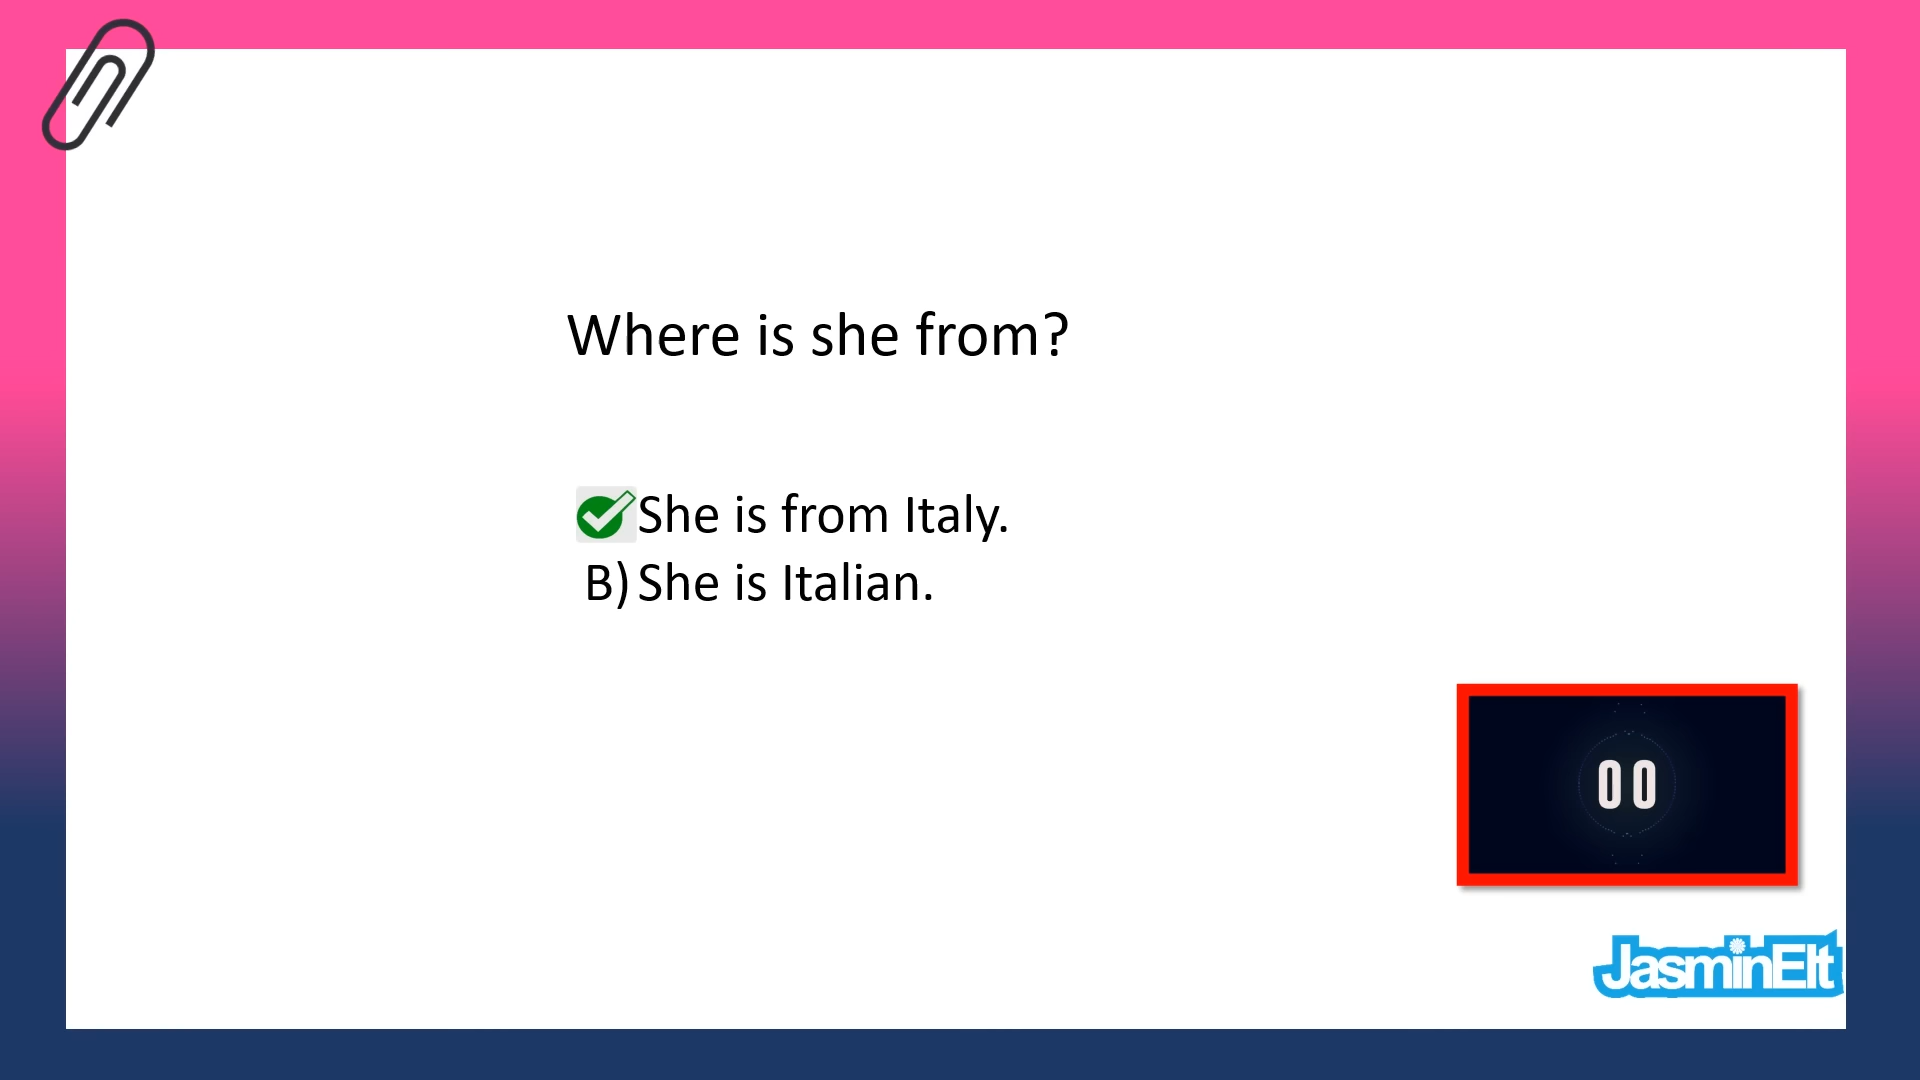 Where is she from?
She is from Italy.
B) She is Italian.
00
JasminElt